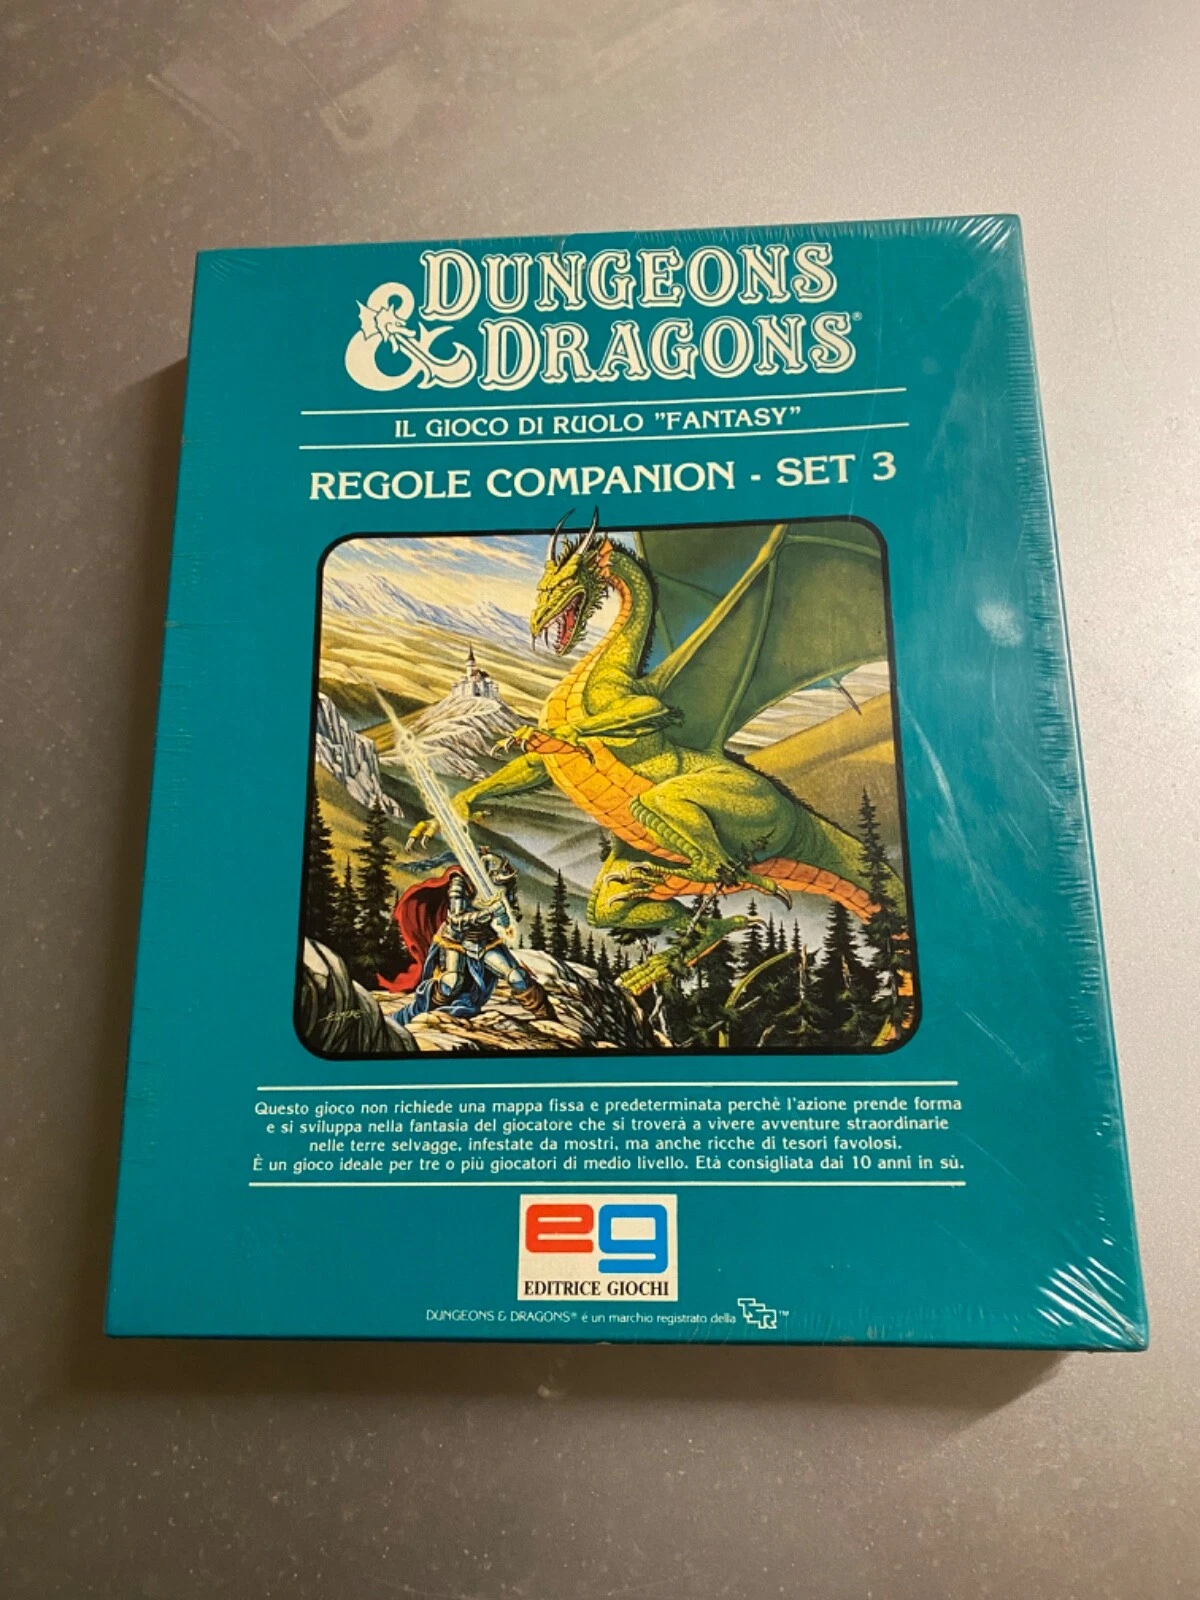 DUNGEONS
& DRAGONS®
IL GIOCO DI RUOLO "FANTASY"
REGOLE COMPANION - SET 3
Questo gioco non richiede una mappa fissa e predeterminata perchè l'azione prende forma
e si sviluppa nella fantasia del giocatore che si troverà a vivere avventure straordinarie
nelle terre selvagge, infestate da mostri, ma anche ricche di tesori favolosi.
È un gioco ideale per tre o più giocatori di medio livello. Età consigliata dai 10 anni in sù.
eg
EDITRICE GIOCHI
DUNGEONS & DRAGONS® é un marchio registrato della TSR™